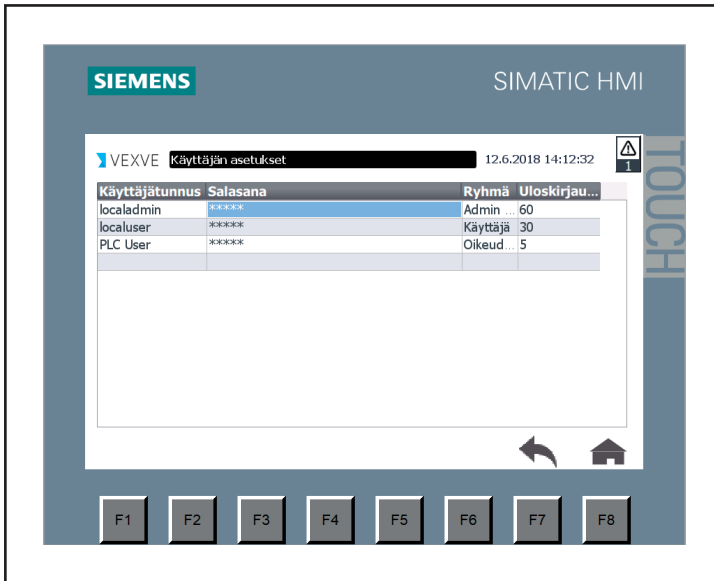 SIEMENS SIMATIC HMI
TOUCH
VEXVE Käyttäjän asetukset 12.6.2018 14:12:32 1
Käyttäjätunnus Salasana Ryhmä Uloskirjau...
localadmin ***** Admin ... 60
localuser ***** Käyttäjä 30
PLC User ***** Oikeud... 5
F1 F2 F3 F4 F5 F6 F7 F8